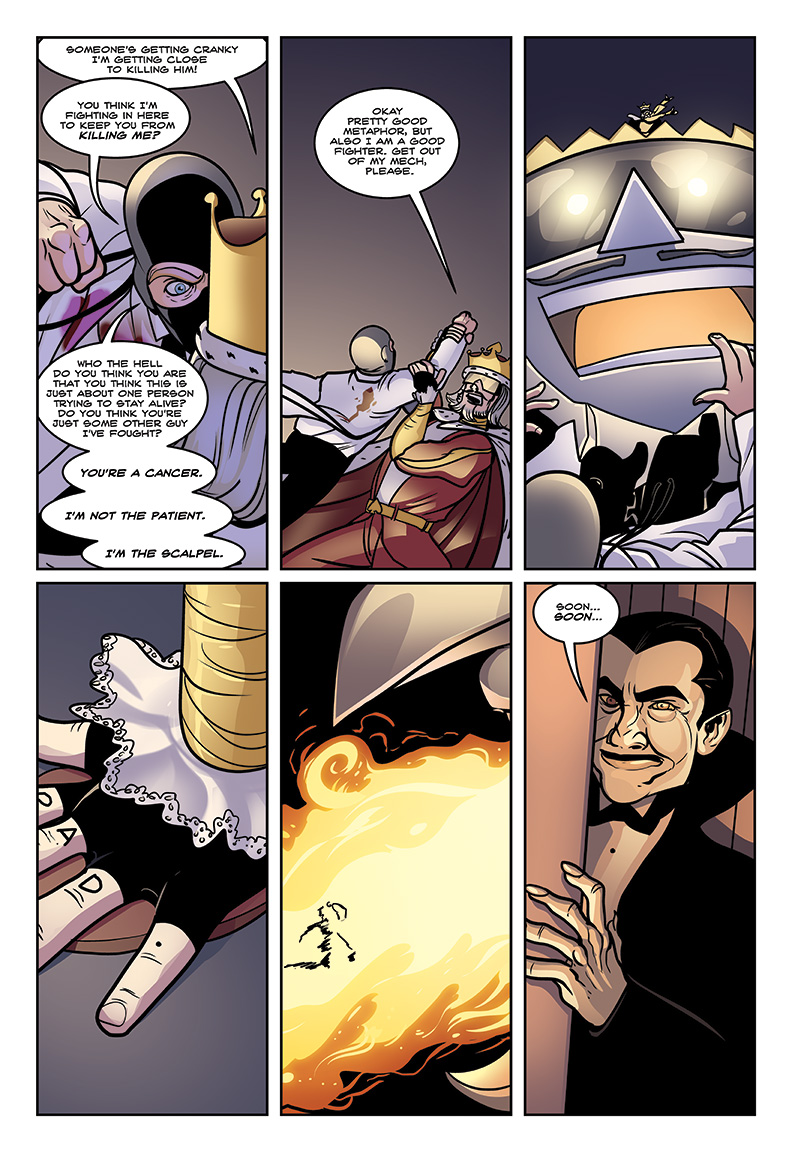 SOMEONE'S GETTING CRANKY
I'M GETTING CLOSE
TO KILLING HIM!
YOU THINK I'M
FIGHTING IN HERE
TO KEEP YOU FROM
KILLING ME?
WHO THE HELL
DO YOU THINK YOU ARE
THAT YOU THINK THIS IS
JUST ABOUT ONE PERSON
TRYING TO STAY ALIVE?
DO YOU THINK YOU'RE
JUST SOME OTHER GUY
I'VE FOUGHT?
YOU'RE A CANCER.
I'M NOT THE PATIENT.
I'M THE SCALPEL.
OKAY
PRETTY GOOD
METAPHOR, BUT
ALSO I AM A GOOD
FIGHTER. GET OUT
OF MY MECH,
PLEASE.
R
A
D
•
SOON...
SOON...